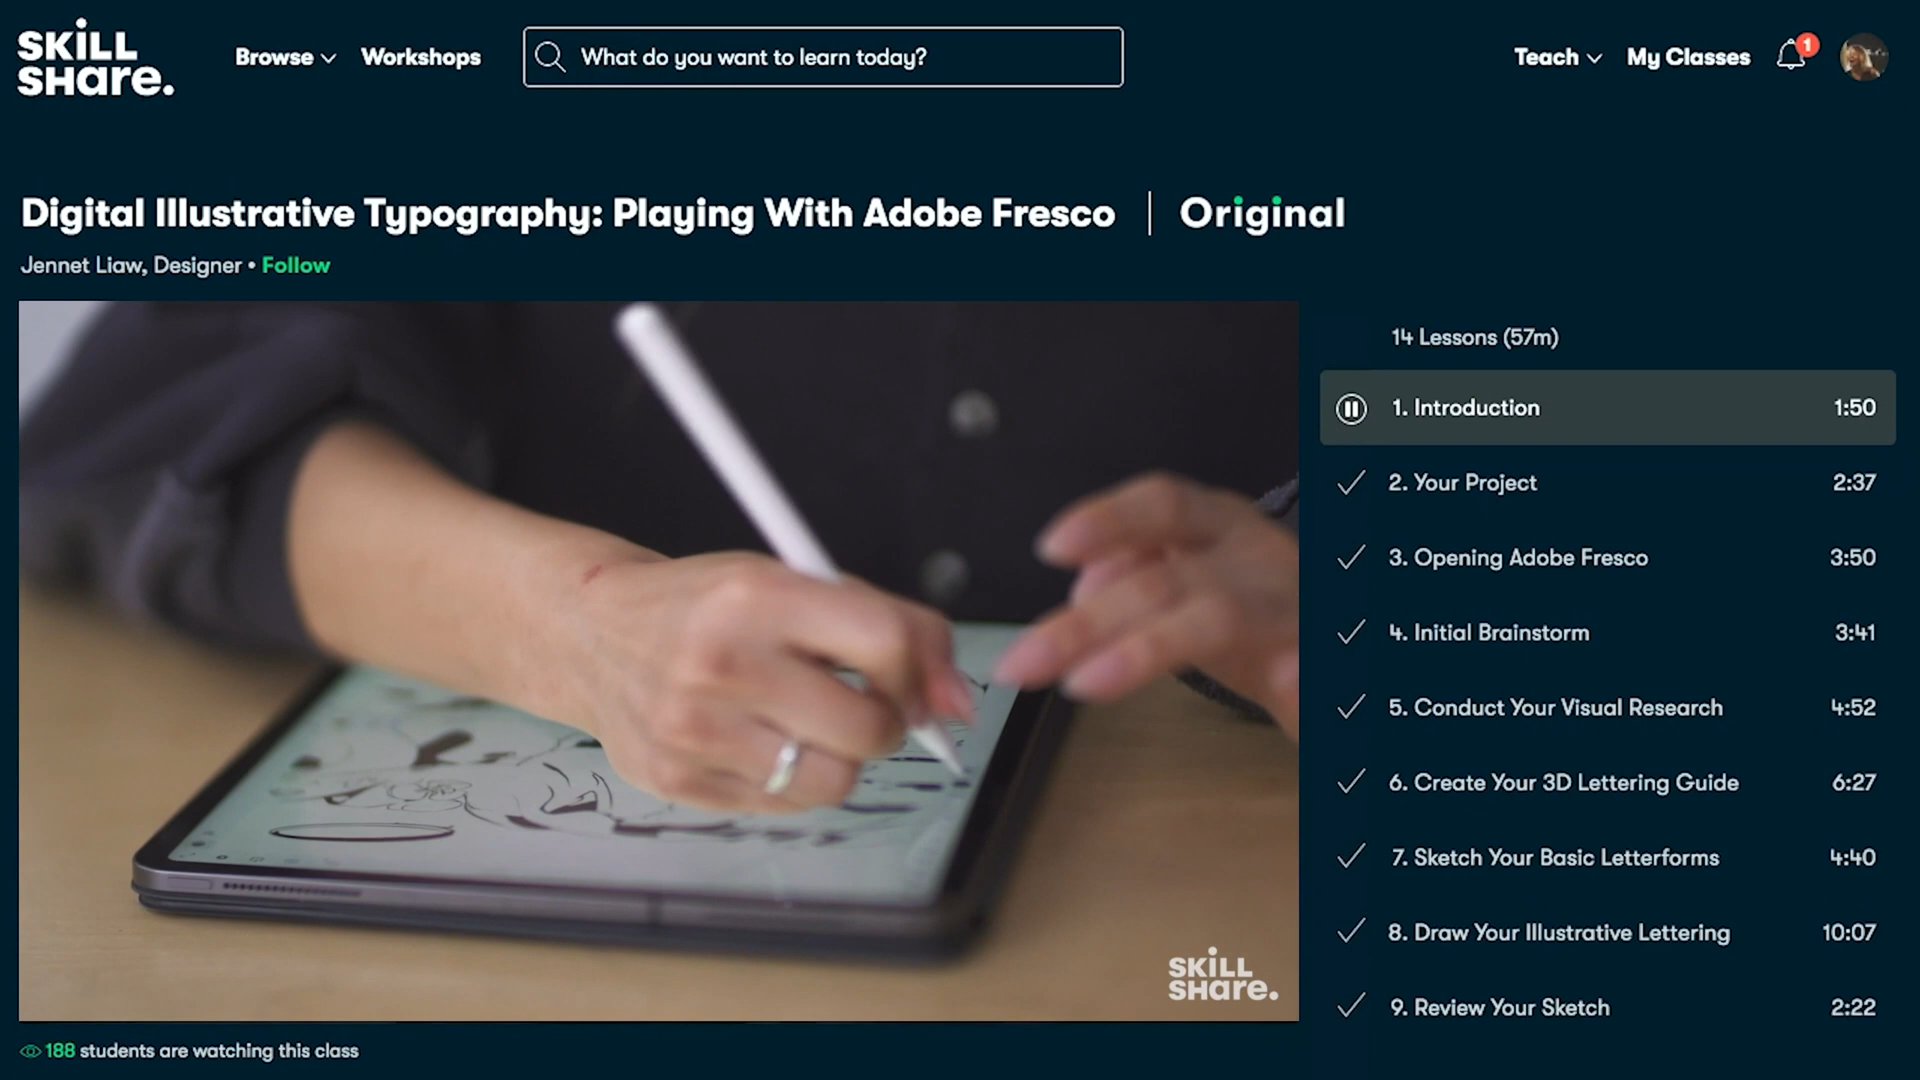 SKILL
SHare.
Browse
Workshops
What do you want to learn today?
Teach
My Classes
1
Digital Illustrative Typography: Playing With Adobe Fresco | Original
Jennet Liaw, Designer • Follow
14 Lessons (57m)
1. Introduction 1:50
2. Your Project 2:37
3. Opening Adobe Fresco 3:50
4. Initial Brainstorm 3:41
5. Conduct Your Visual Research 4:52
6. Create Your 3D Lettering Guide 6:27
7. Sketch Your Basic Letterforms 4:40
8. Draw Your Illustrative Lettering 10:07
9. Review Your Sketch 2:22
SKILL
SHare.
188 students are watching this class